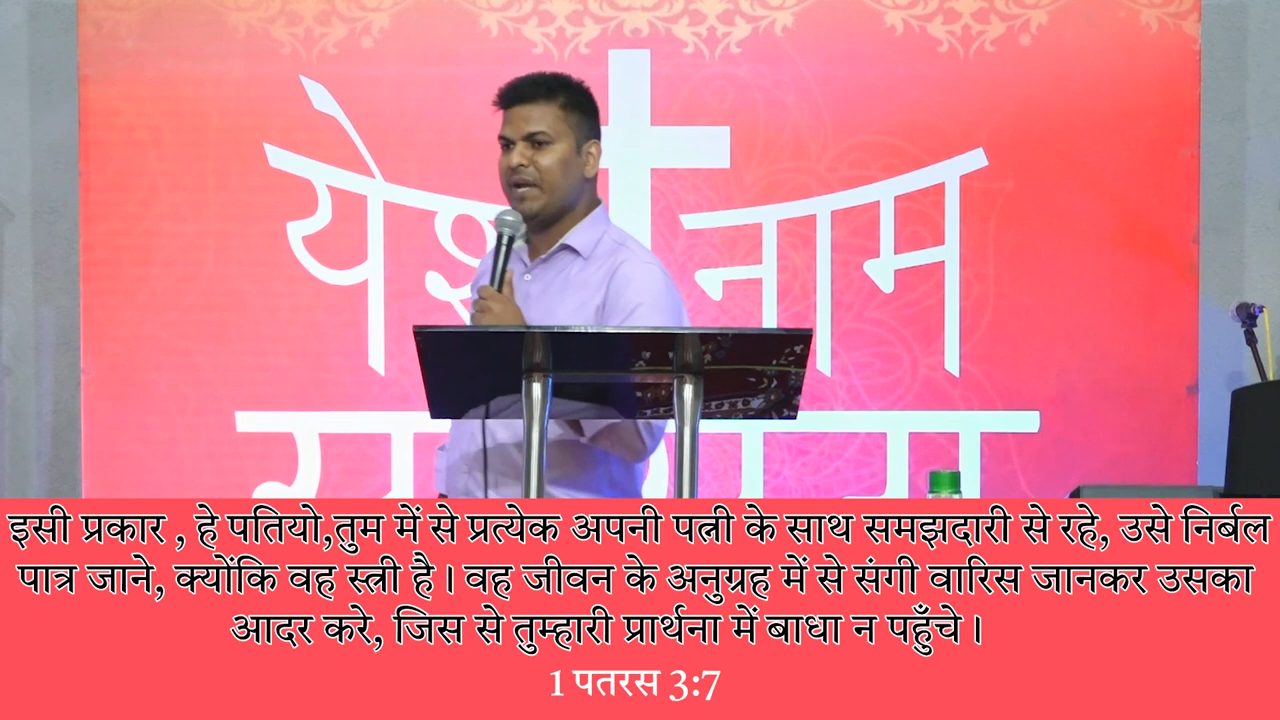 येशु नाम
इसी प्रकार , हे पतियो,तुम में से प्रत्येक अपनी पत्नी के साथ समझदारी से रहे, उसे निर्बल
पात्र जाने, क्योंकि वह स्त्री है। वह जीवन के अनुग्रह में से संगी वारिस जानकर उसका
आदर करे, जिस से तुम्हारी प्रार्थना में बाधा न पहुँचे।
1 पतरस 3:7